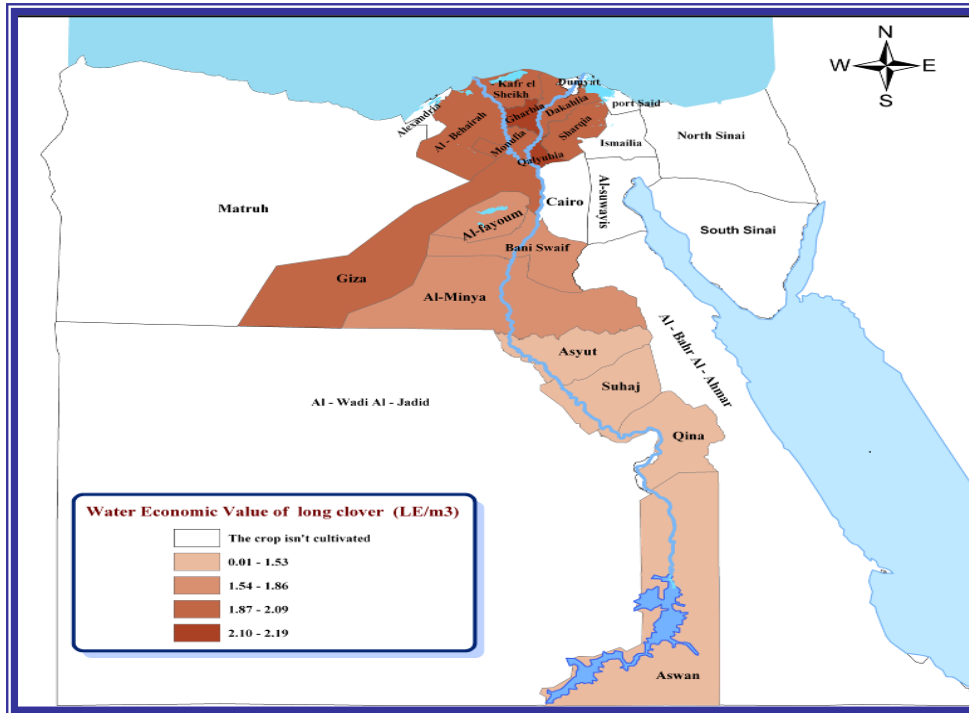 N
W E
S
Dumyat
- Kafr el
Sheikh
port Said
Alexandria
Gharbia
Dakahlia
Al - Behairah
Sharqia
Monufia
Ismailia
North Sinai
Qalyubia
Matruh
Cairo
Al-suwayis
South Sinai
Al-fayoum
Bani Swaif
Giza
Al-Minya
Al - Bahr Al - Ahmar
Asyut
Suhaj
Al - Wadi Al - Jadid
Qina
Aswan
Water Economic Value of long clover (LE/m3)
The crop isn't cultivated
0.01 - 1.53
1.54 - 1.86
1.87 - 2.09
2.10 - 2.19